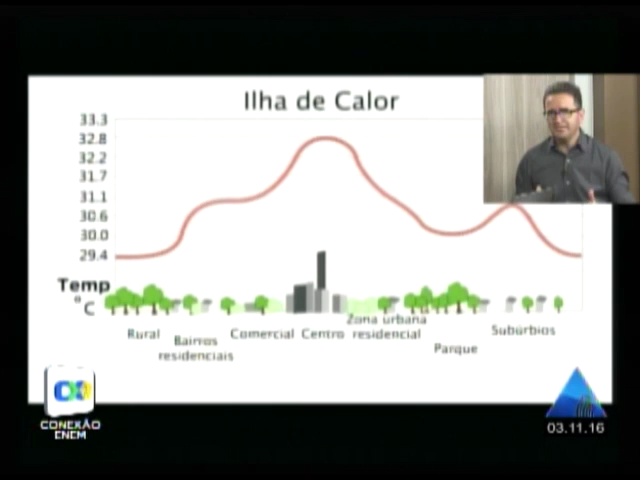 Ilha de Calor
33.3
32.8
32.2
31.7
31.1
30.6
30.0
29.4
Temp
°C
Rural
Bairros
residenciais
Comercial
Centro
Zona urbana
residencial
Parque
Subúrbios
CONEXÃO
ENEM
03.11.16